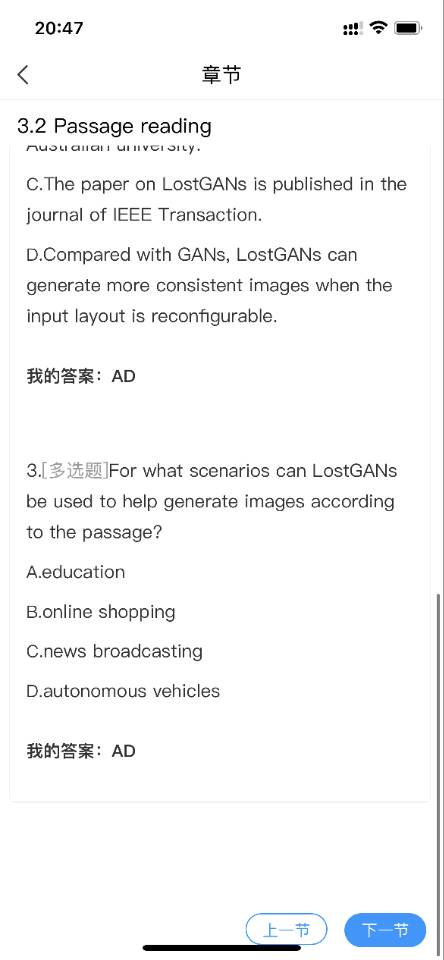 20:47
章节
3.2 Passage reading
Australian university.
C.The paper on LostGANs is published in the
journal of IEEE Transaction.
D.Compared with GANs, LostGANs can
generate more consistent images when the
input layout is reconfigurable.
我的答案：AD
3.[多选题]For what scenarios can LostGANs
be used to help generate images according
to the passage?
A.education
B.online shopping
C.news broadcasting
D.autonomous vehicles
我的答案：AD
上一节 下一节